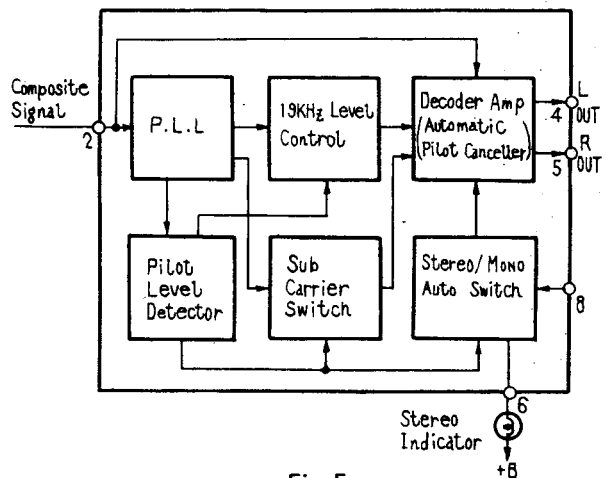 Composite
Signal
2
P.L.L
19KHz Level
Control
Decoder Amp
(Automatic
Pilot Canceller)
4
L
OUT
5
R
OUT
Pilot
Level
Detector
Sub
Carrier
Switch
Stereo/Mono
Auto Switch
8
6
Stereo
Indicator
+B